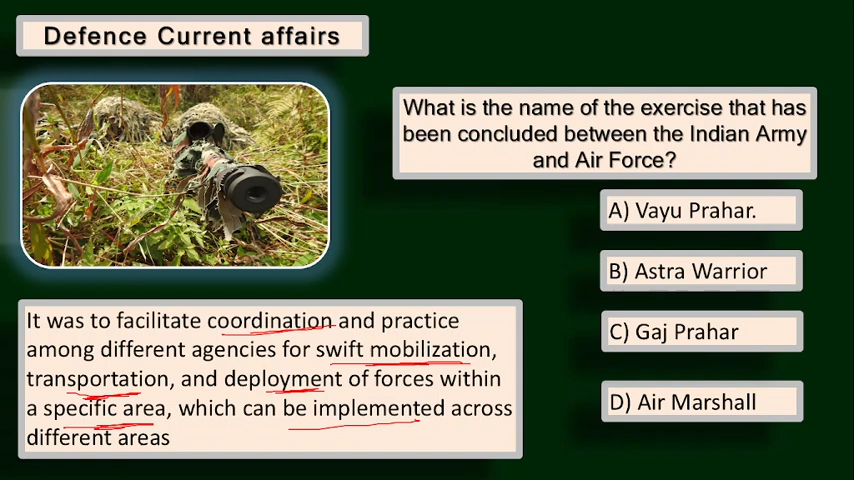 Defence Current affairs
What is the name of the exercise that has
been concluded between the Indian Army
and Air Force?
A) Vayu Prahar.
B) Astra Warrior
C) Gaj Prahar
D) Air Marshall
It was to facilitate coordination and practice
among different agencies for swift mobilization,
transportation, and deployment of forces within
a specific area, which can be implemented across
different areas